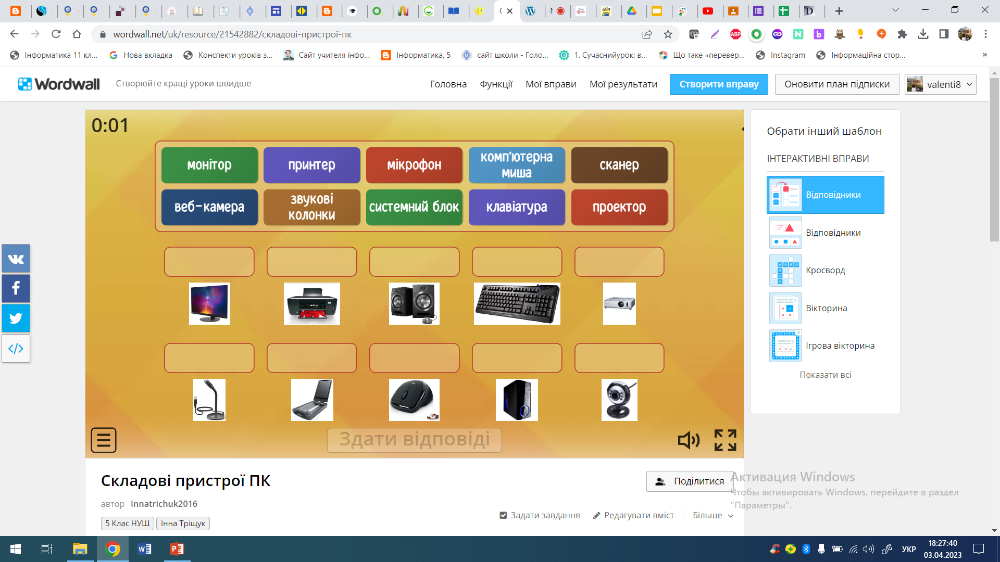 wordwall.net/uk/resource/21542882/складові-пристрої-пк
Інформатика 11 кл...
Нова вкладка
Конспекти уроків з...
Сайт учителя інфо...
Інформатика, 5
сайт школи - Голо...
1. Сучаснийурок: в...
Що таке «перевер...
Instagram
Інформаційна стор...
»
Wordwall
Створюйте кращі уроки швидше
Головна
Функції
Мої вправи
Мої результати
Створити вправу
Оновити план підписки
valenti8
0:01
монітор
принтер
мікрофон
комп'ютерна
миша
сканер
веб-камера
звукові
колонки
системний блок
клавіатура
проектор
Здати відповіді
Обрати інший шаблон
ІНТЕРАКТИВНІ ВПРАВИ
Відповідники
Відповідники
Кросворд
Вікторина
Ігрова вікторина
Показати всі
Складові пристрої ПК
Поділитися
автор Innatrichuk2016
5 Клас НУШ
Інна Тріщук
Задати завдання
Редагувати вміст
Більше
Активация Windows
Чтобы активировать Windows, перейдите в раздел
"Параметры".
УКР
18:27:40
03.04.2023